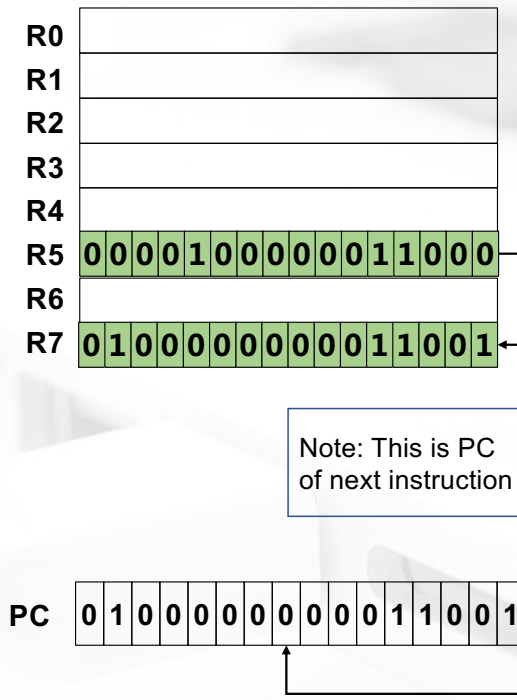 R0
R1
R2
R3
R4
R5 0 0 0 0 1 0 0 0 0 0 0 1 1 0 0 0
R6
R7 0 1 0 0 0 0 0 0 0 0 0 1 1 0 0 1
Note: This is PC
of next instruction
PC 0 1 0 0 0 0 0 0 0 0 0 1 1 0 0 1